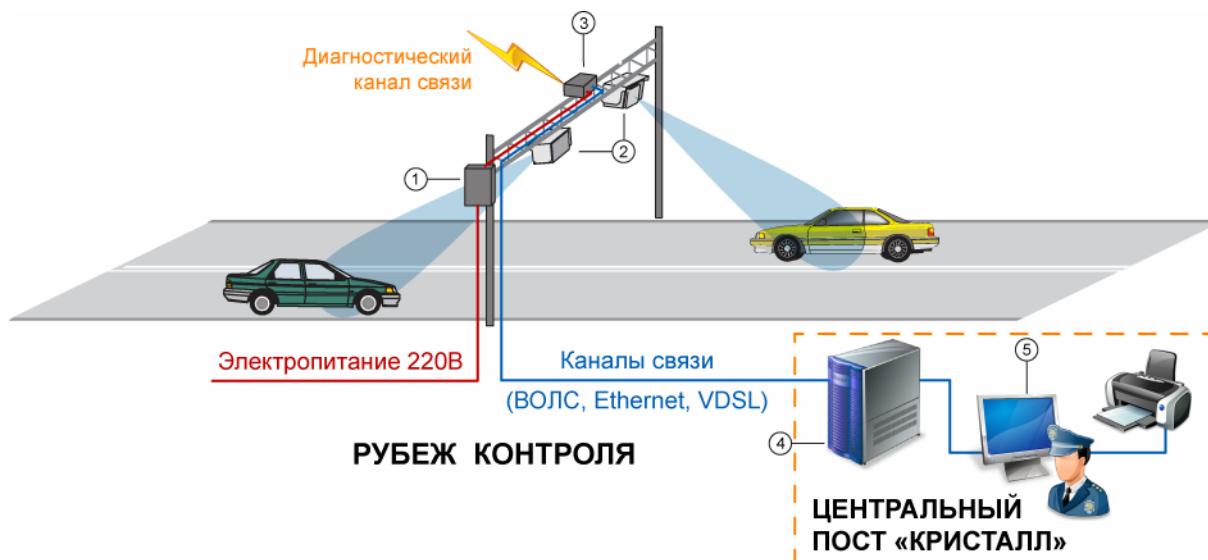 3
Диагностический
канал связи
2
1
Электропитание 220В
Каналы связи
(ВОЛС, Ethernet, VDSL)
5
4
РУБЕЖ КОНТРОЛЯ
ЦЕНТРАЛЬНЫЙ
ПОСТ «КРИСТАЛЛ»